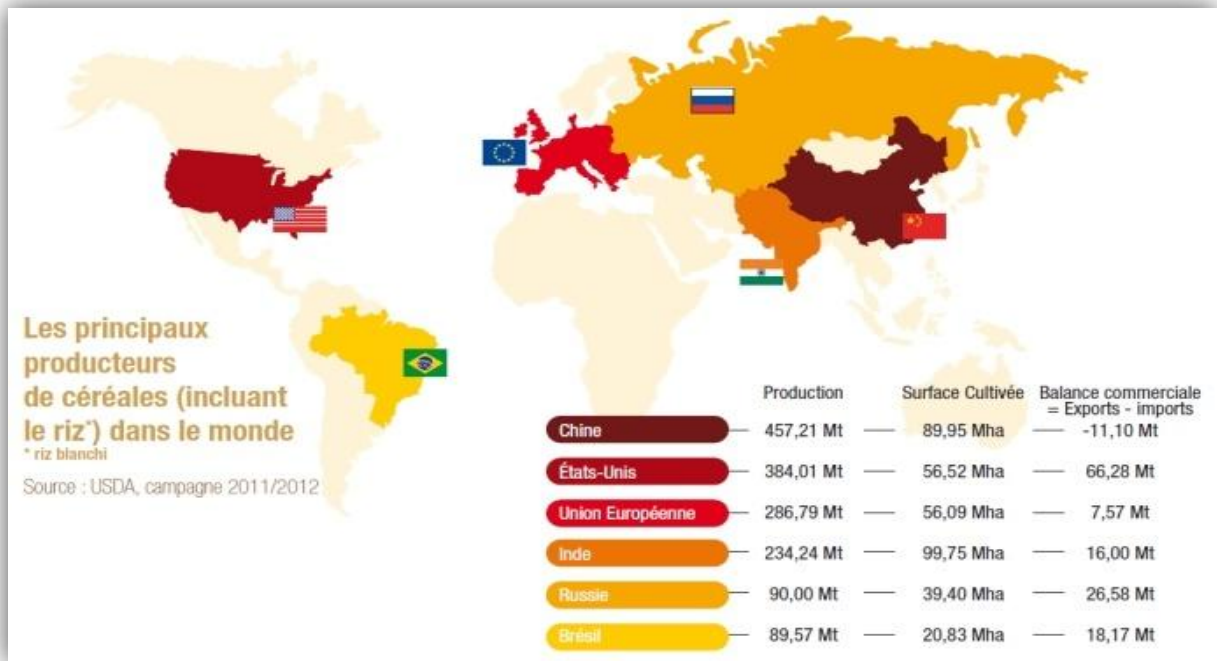 Les principaux
producteurs
de céréales (incluant
le riz*) dans le monde
* riz blanchi
Source : USDA, campagne 2011/2012
Production Surface Cultivée Balance commerciale
= Exports - imports
Chine 457,21 Mt 89,95 Mha -11,10 Mt
États-Unis 384,01 Mt 56,52 Mha 66,28 Mt
Union Européenne 286,79 Mt 56,09 Mha 7,57 Mt
Inde 234,24 Mt 99,75 Mha 16,00 Mt
Russie 90,00 Mt 39,40 Mha 26,58 Mt
Brésil 89,57 Mt 20,83 Mha 18,17 Mt